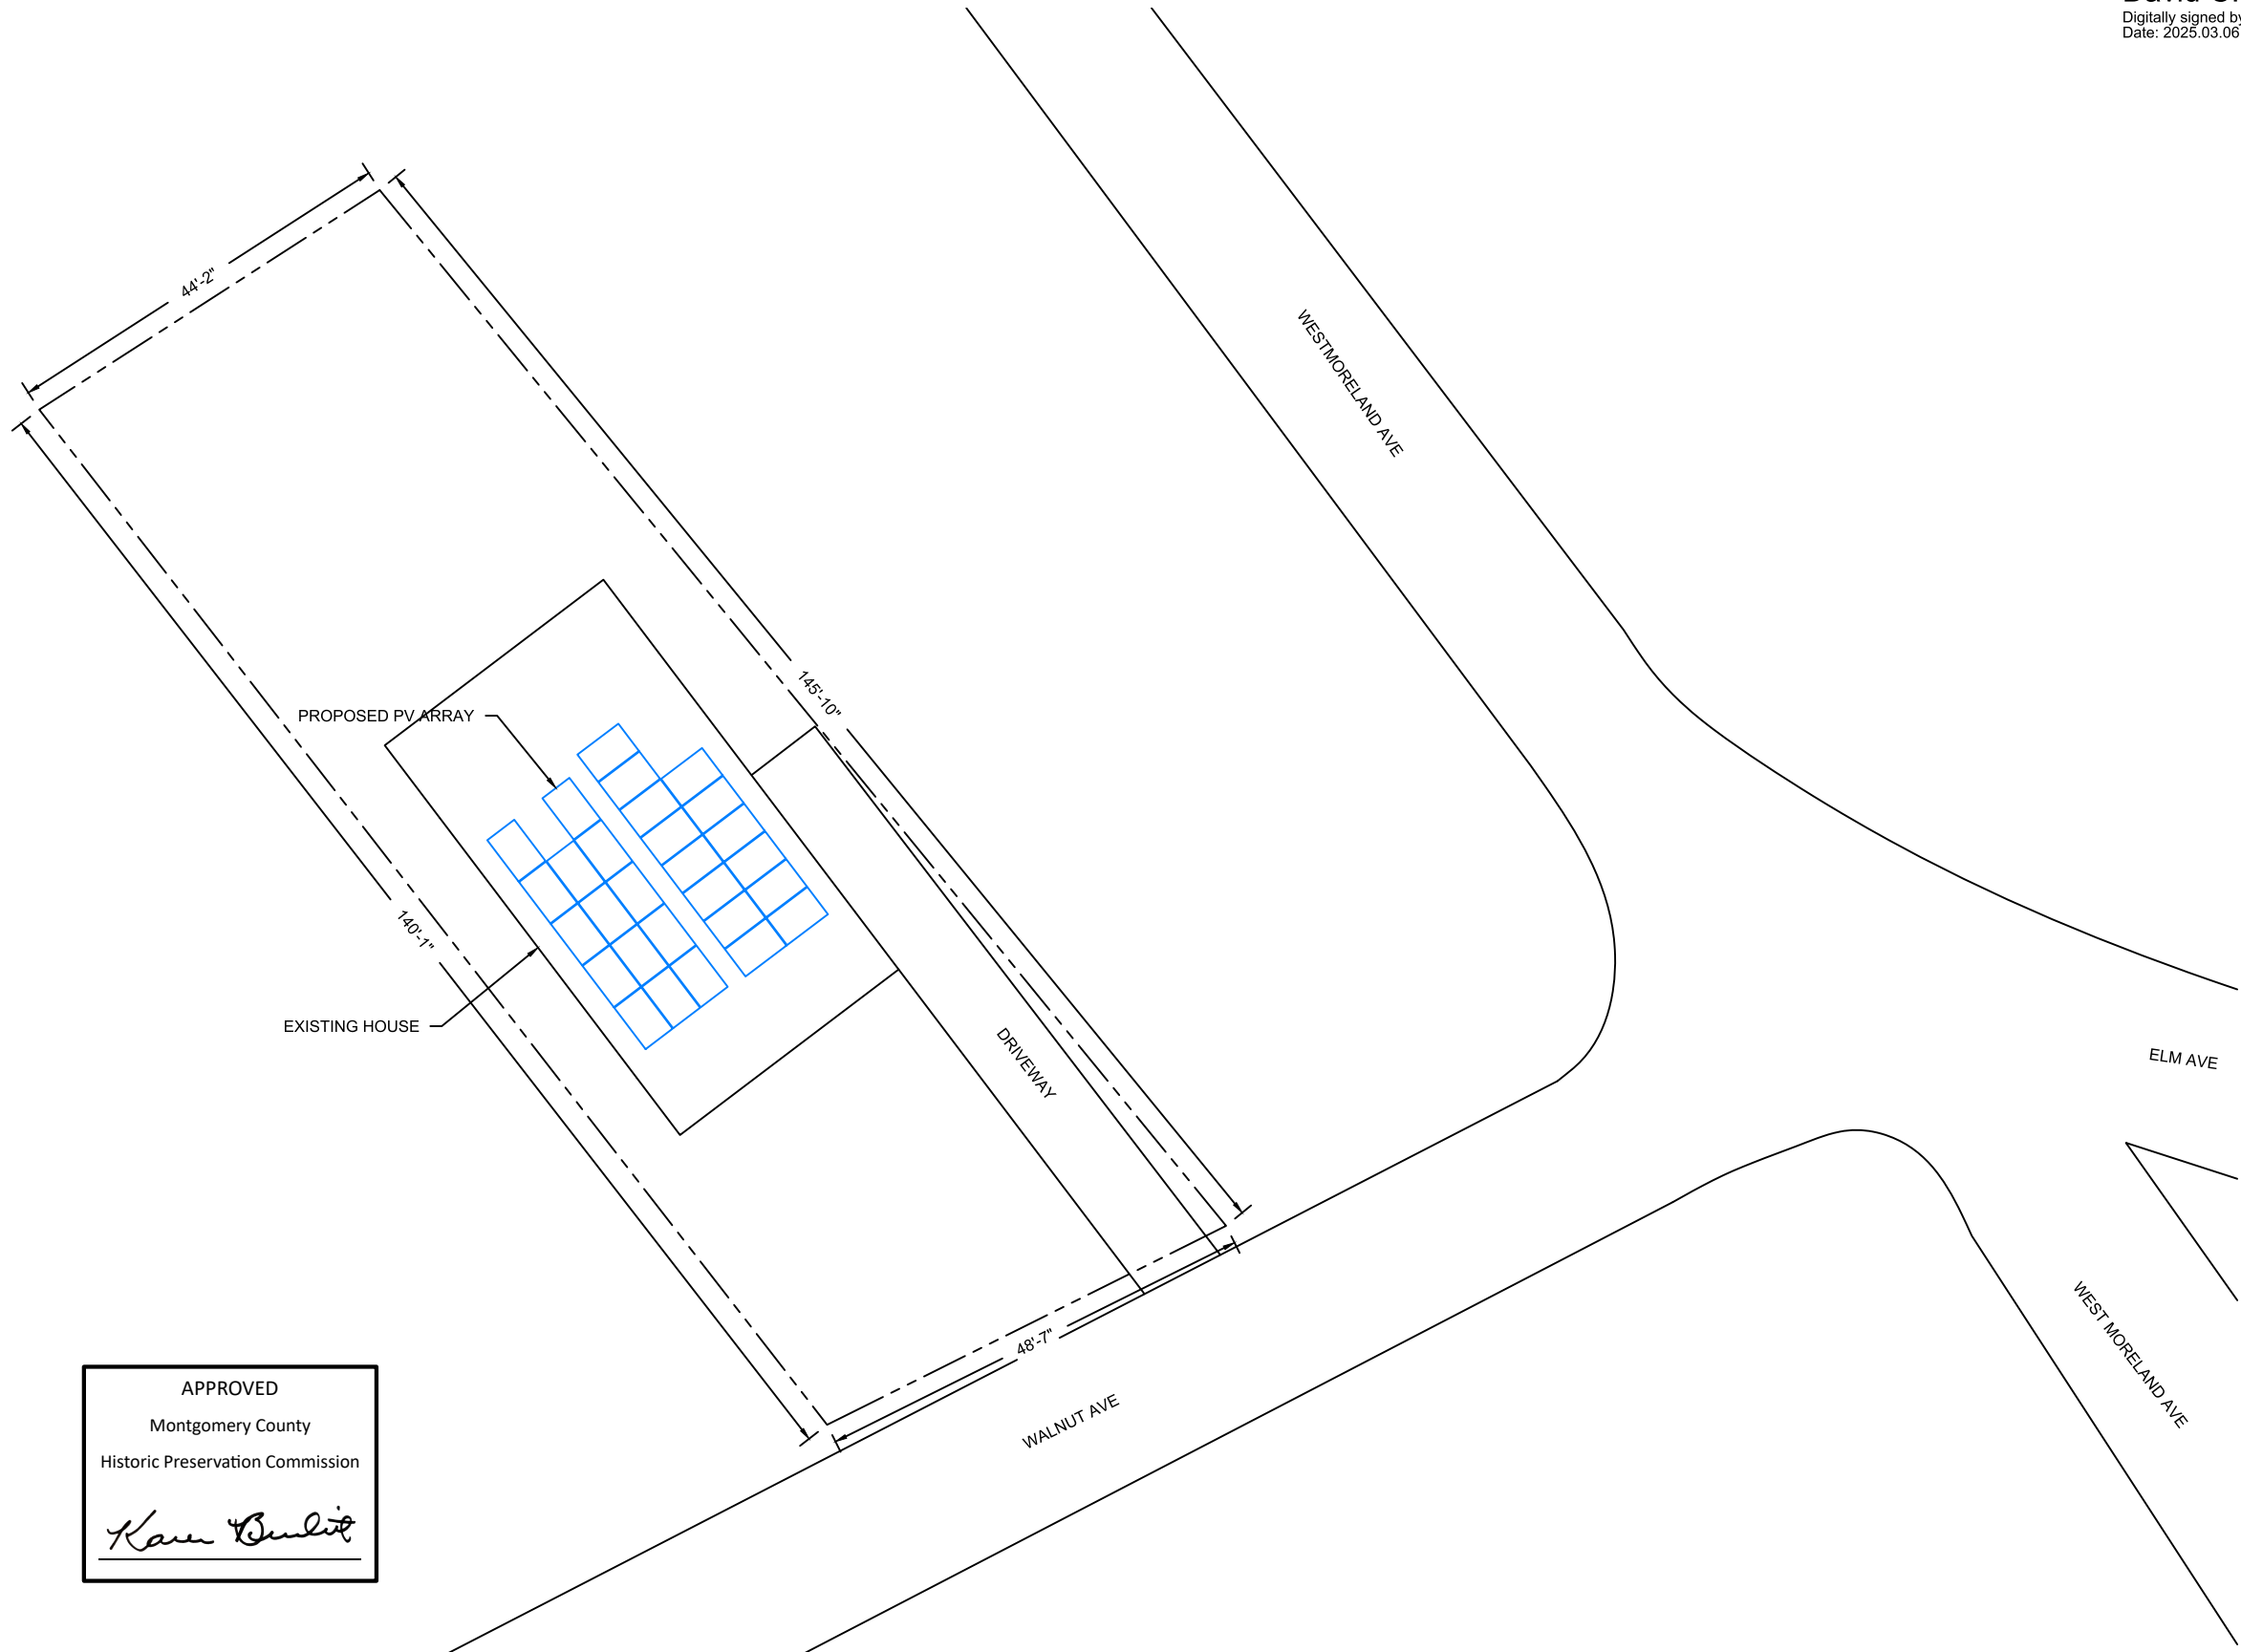 Digitally signed by
Date: 2025.03.06
44'-2"
WESTMORELAND AVE
145'-10"
PROPOSED PV ARRAY
140'-1"
EXISTING HOUSE
DRIVEWAY
ELM AVE
48'-7"
WALNUT AVE
WEST MORELAND AVE
APPROVED
Montgomery County
Historic Preservation Commission